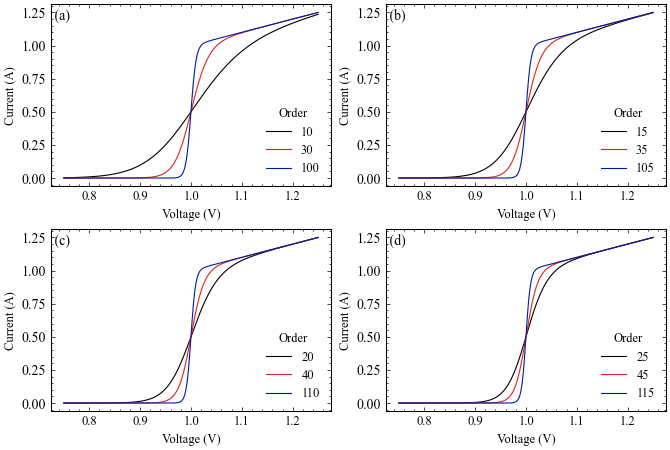 (a)
1.25
1.00
0.75
0.50
0.25
0.00
Current (A)
Order
10
30
100
0.8 0.9 1.0 1.1 1.2
Voltage (V)
(b)
1.25
1.00
0.75
0.50
0.25
0.00
Current (A)
Order
15
35
105
0.8 0.9 1.0 1.1 1.2
Voltage (V)
(c)
1.25
1.00
0.75
0.50
0.25
0.00
Current (A)
Order
20
40
110
0.8 0.9 1.0 1.1 1.2
Voltage (V)
(d)
1.25
1.00
0.75
0.50
0.25
0.00
Current (A)
Order
25
45
115
0.8 0.9 1.0 1.1 1.2
Voltage (V)